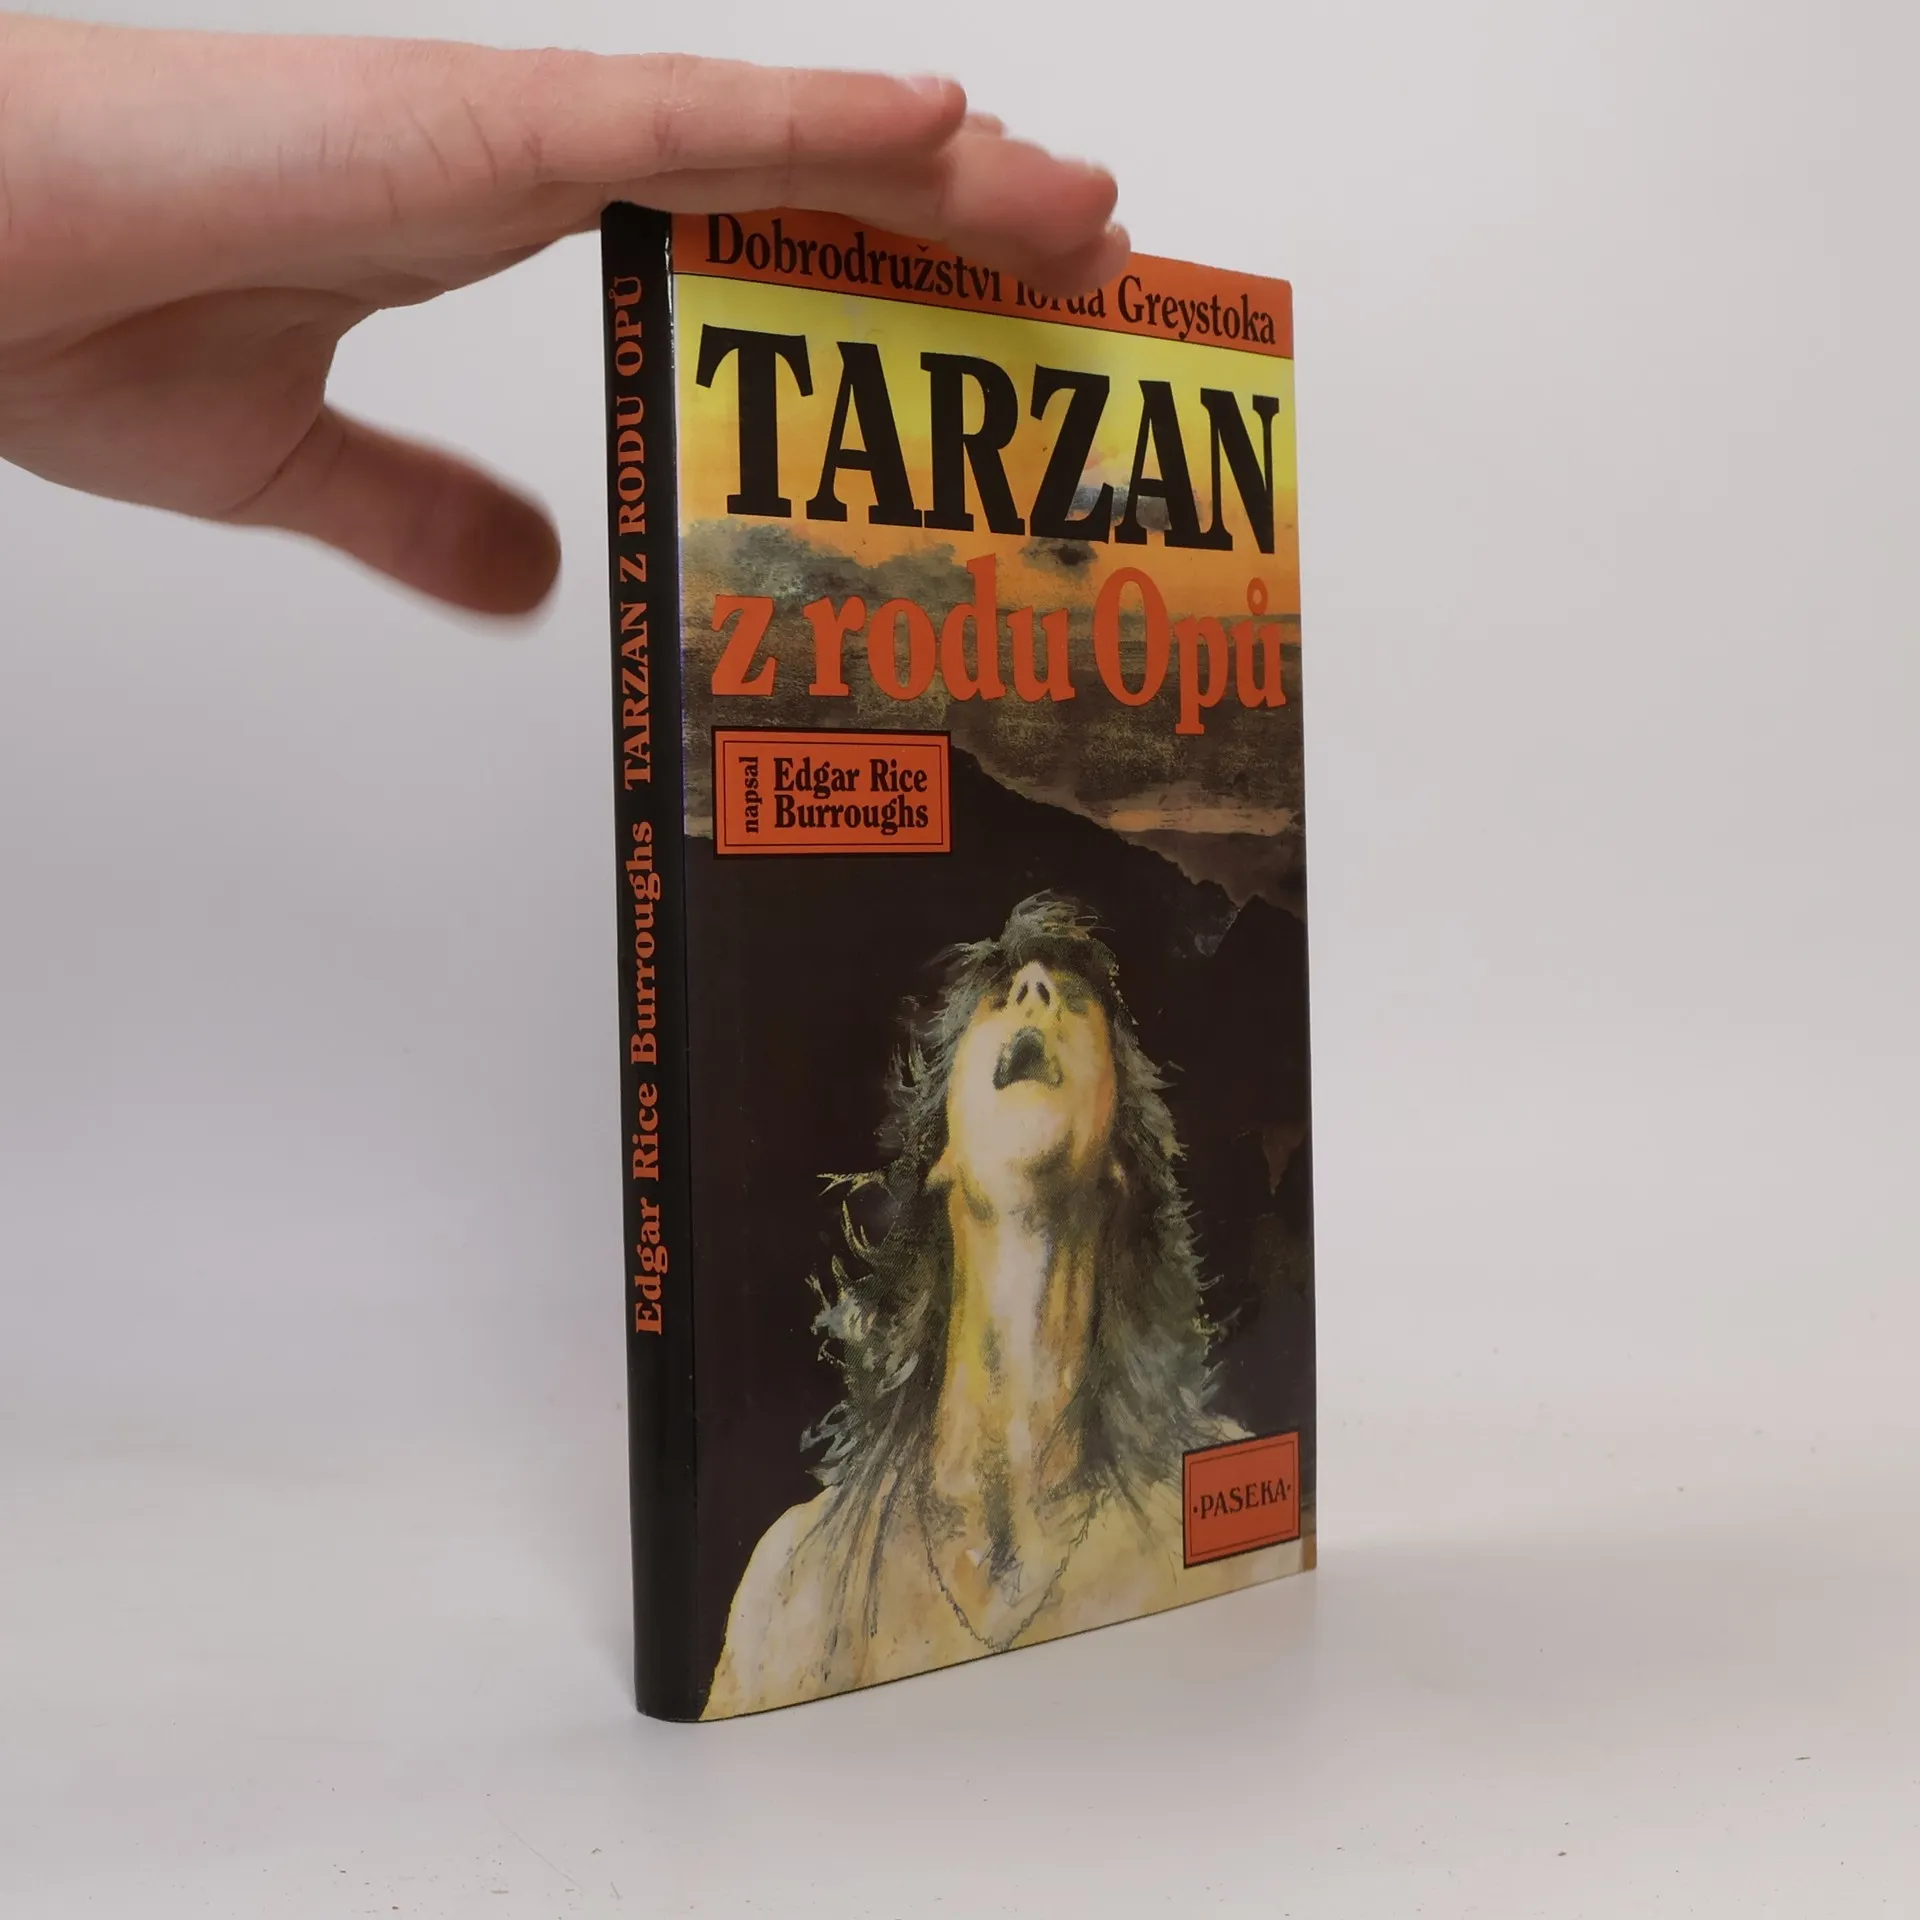 Dobrodružství lorda Greystoka
TARZAN
z rodu Opů
napsal
Edgar Rice
Burroughs
·PASEKA·
Edgar Rice Burroughs TARZAN Z RODU OPŮ